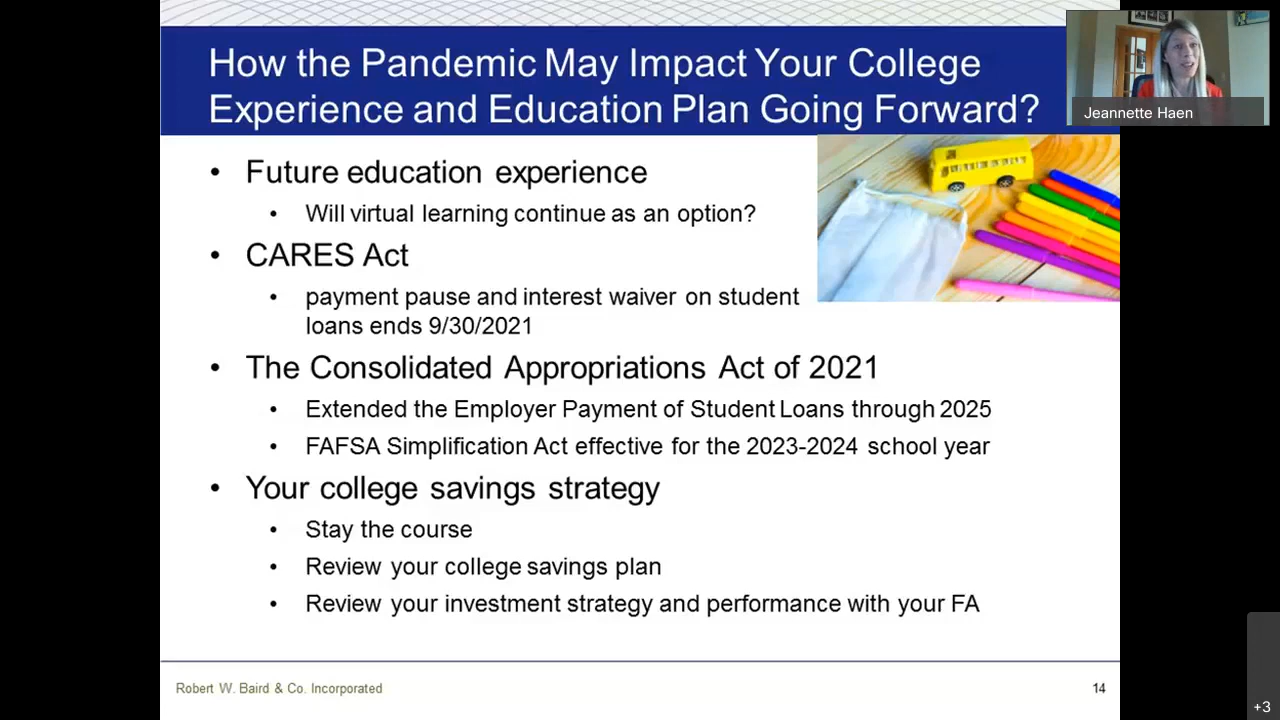 How the Pandemic May Impact Your College
Experience and Education Plan Going Forward?
Jeannette Haen
• Future education experience
• Will virtual learning continue as an option?
• CARES Act
• payment pause and interest waiver on student
loans ends 9/30/2021
• The Consolidated Appropriations Act of 2021
• Extended the Employer Payment of Student Loans through 2025
• FAFSA Simplification Act effective for the 2023-2024 school year
• Your college savings strategy
• Stay the course
• Review your college savings plan
• Review your investment strategy and performance with your FA
Robert W. Baird & Co. Incorporated
14
+3